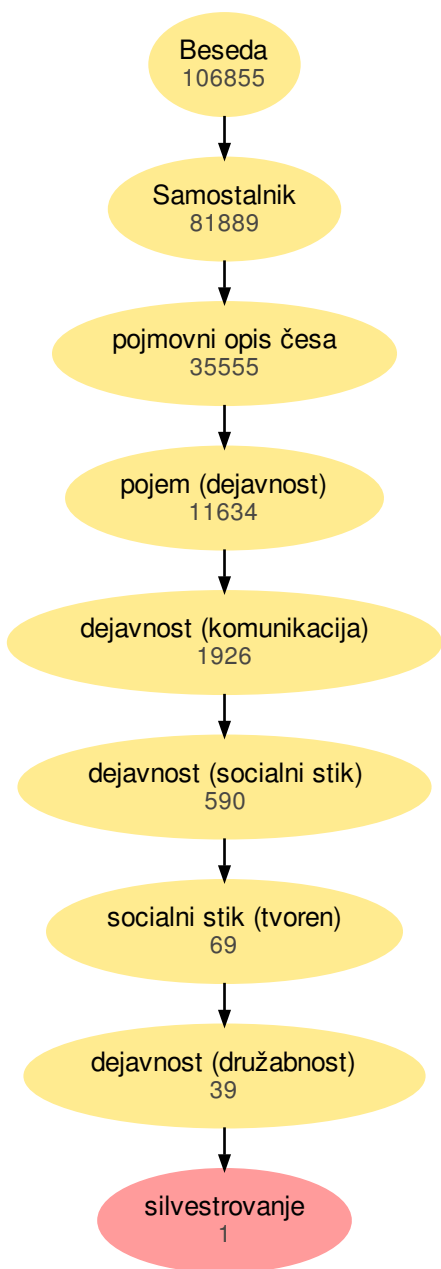 Beseda
106855
Samostalnik
81889
pojmovni opis česa
35555
pojem (dejavnost)
11634
dejavnost (komunikacija)
1926
dejavnost (socialni stik)
590
socialni stik (tvoren)
69
dejavnost (družabnost)
39
silvestrovanje
1